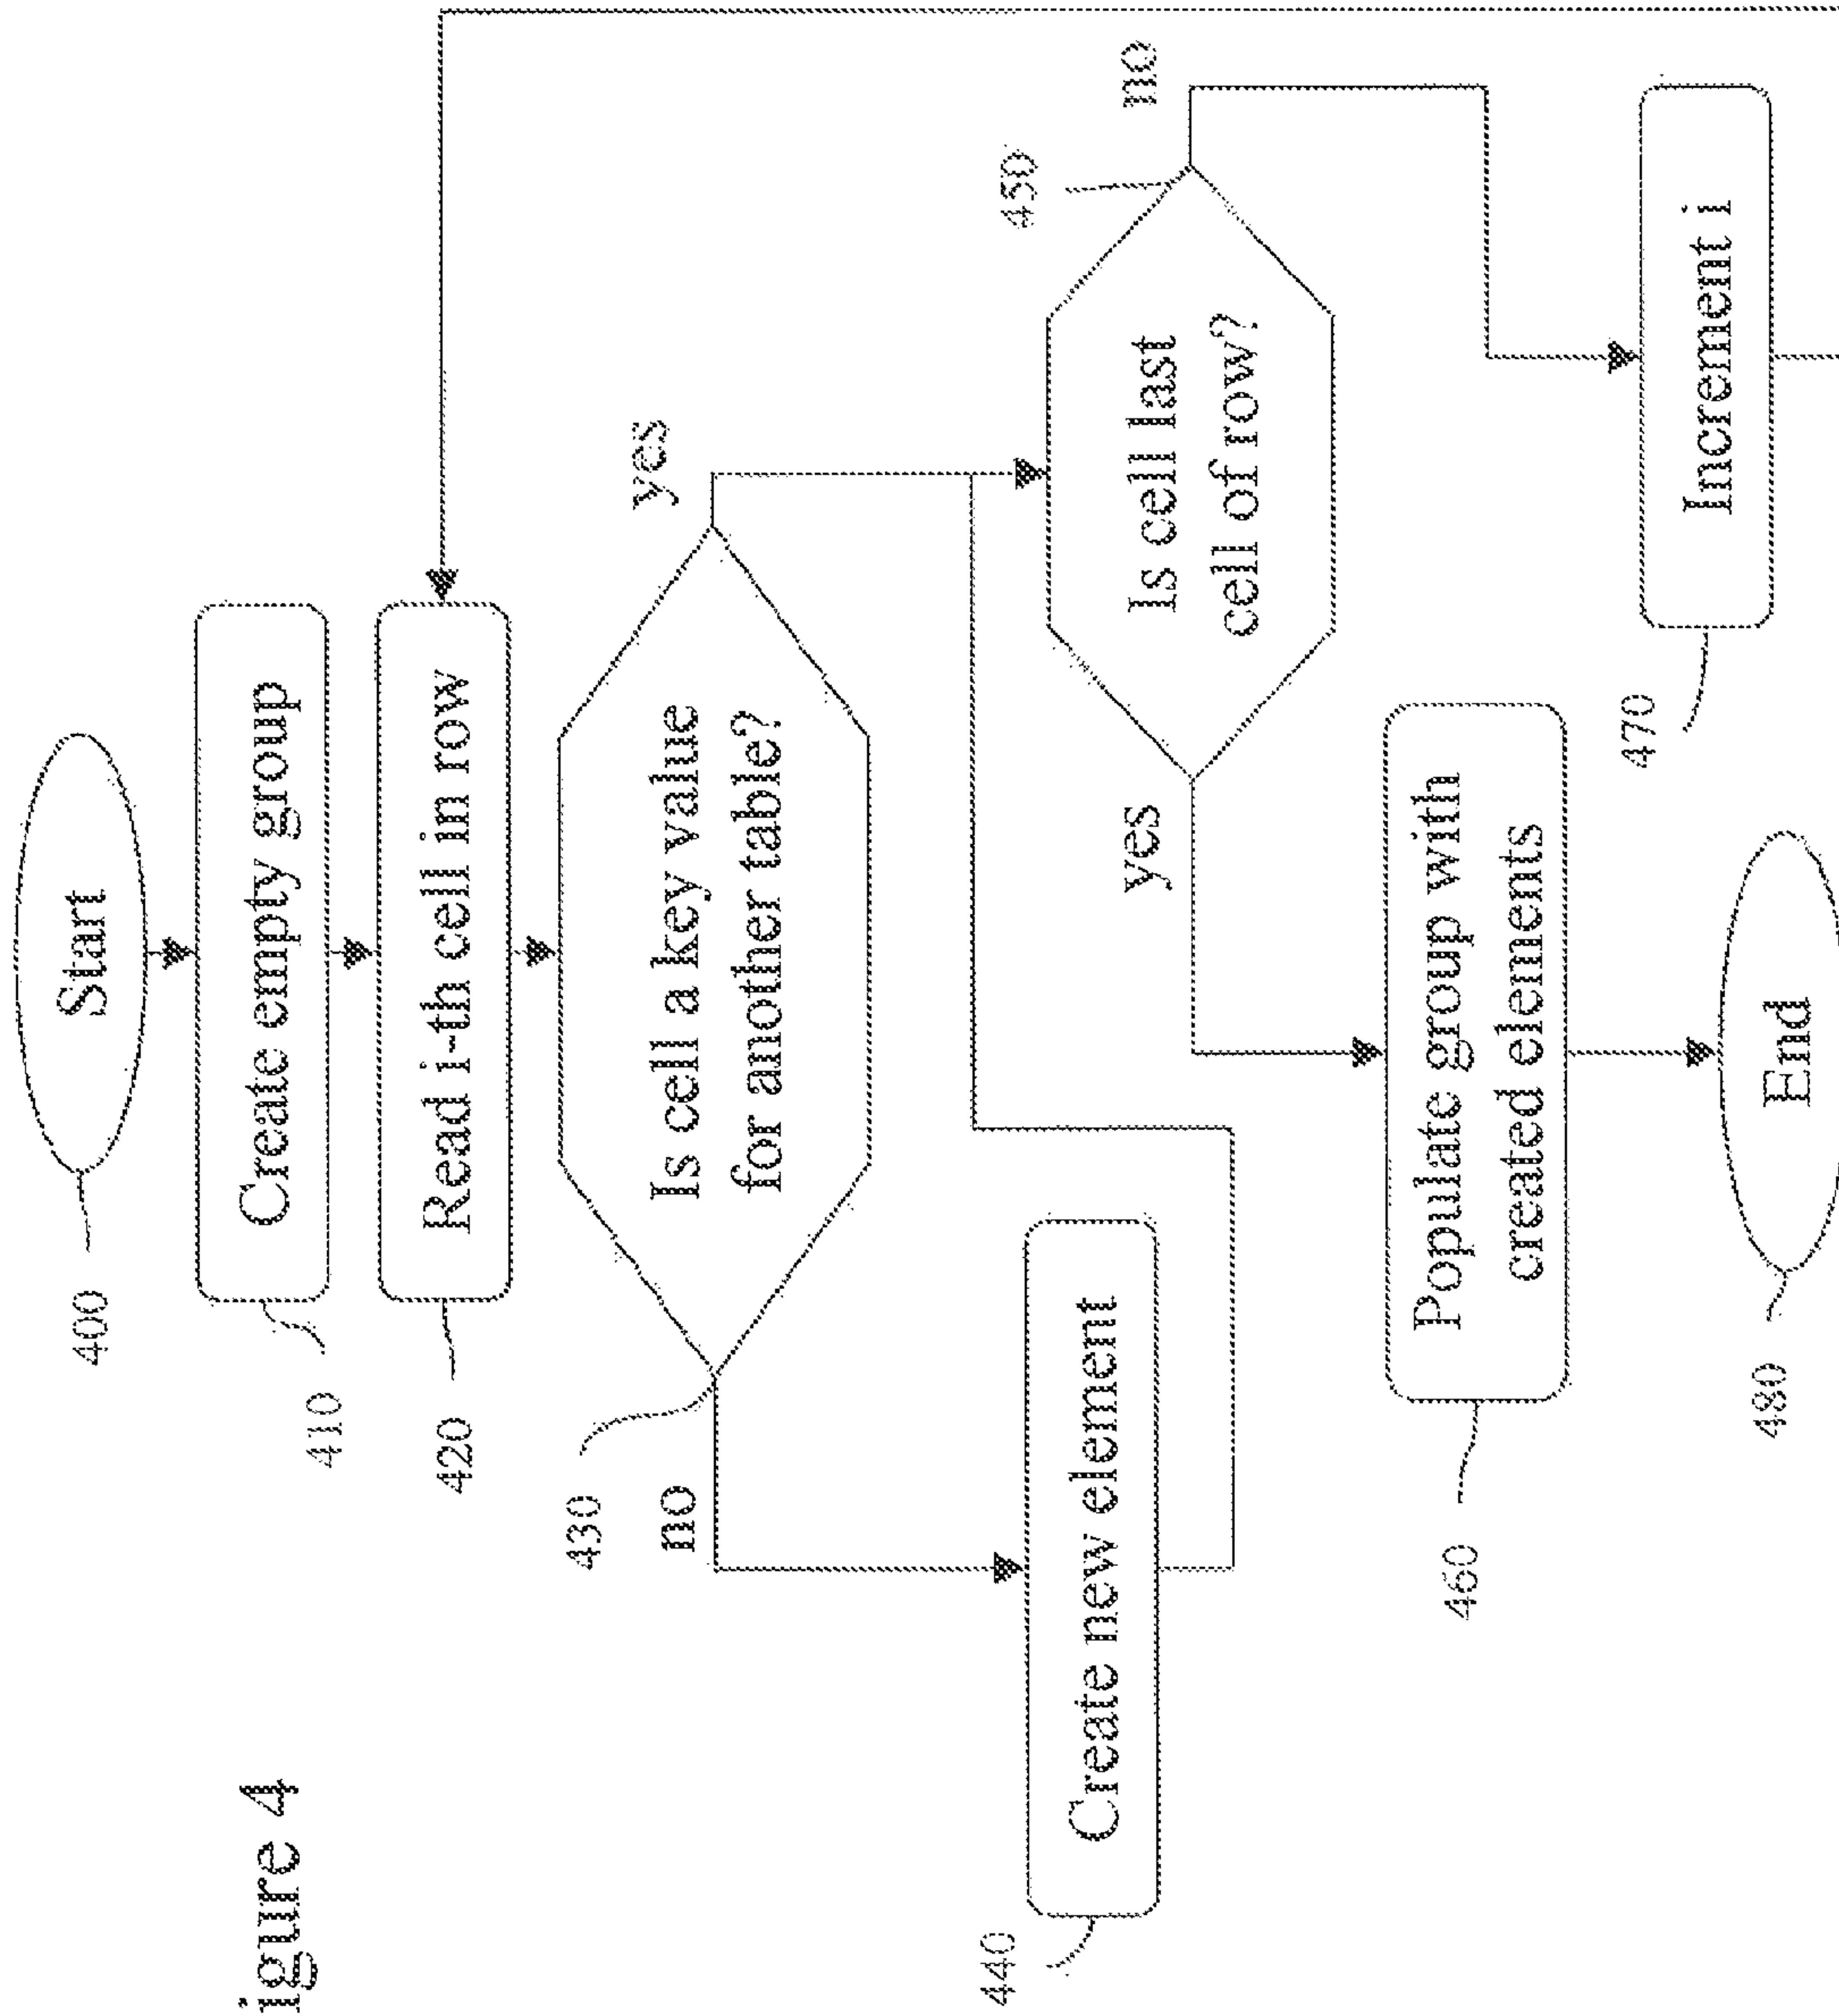 igure 4
Start
400
Create empty group
410
Read i-th cell in row
420
Is cell a key value
for another table?
430
no
yes
Create new element
440
Is cell last
cell of row?
450
yes
no
Populate group with
created elements
460
Increment i
470
End
480